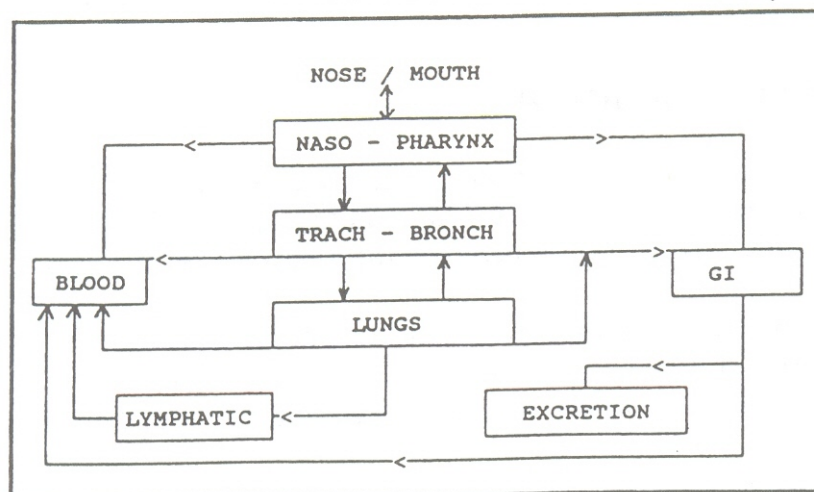 NOSE / MOUTH
NASO - PHARYNX
TRACH - BRONCH
BLOOD
GI
LUNGS
LYMPHATIC
EXCRETION